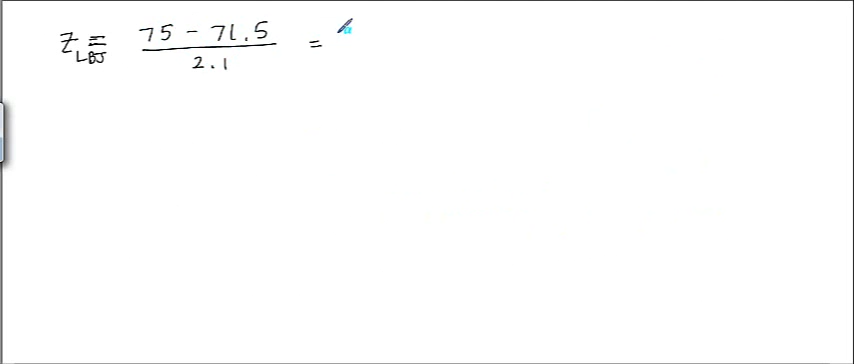 Z_LBJ = (75 - 71.5) / 2.1 =